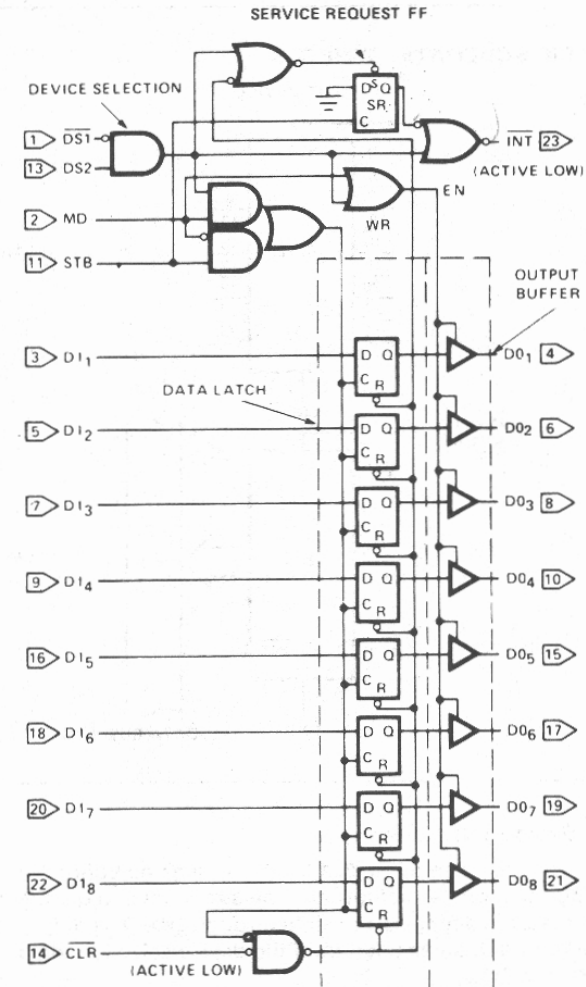 SERVICE REQUEST FF
DEVICE SELECTION
S
D Q
SR
C
1 DS1
13 DS2
INT 23
(ACTIVE LOW)
2 MD
EN
WR
11 STB
OUTPUT
BUFFER
3 DI1 D Q C R DO1 4
DATA LATCH
5 DI2 D Q C R DO2 6
7 DI3 D Q C R DO3 8
9 DI4 D Q C R DO4 10
16 DI5 D Q C R DO5 15
18 DI6 D Q C R DO6 17
20 DI7 D Q C R DO7 19
22 DI8 D Q C R DO8 21
14 CLR
(ACTIVE LOW)